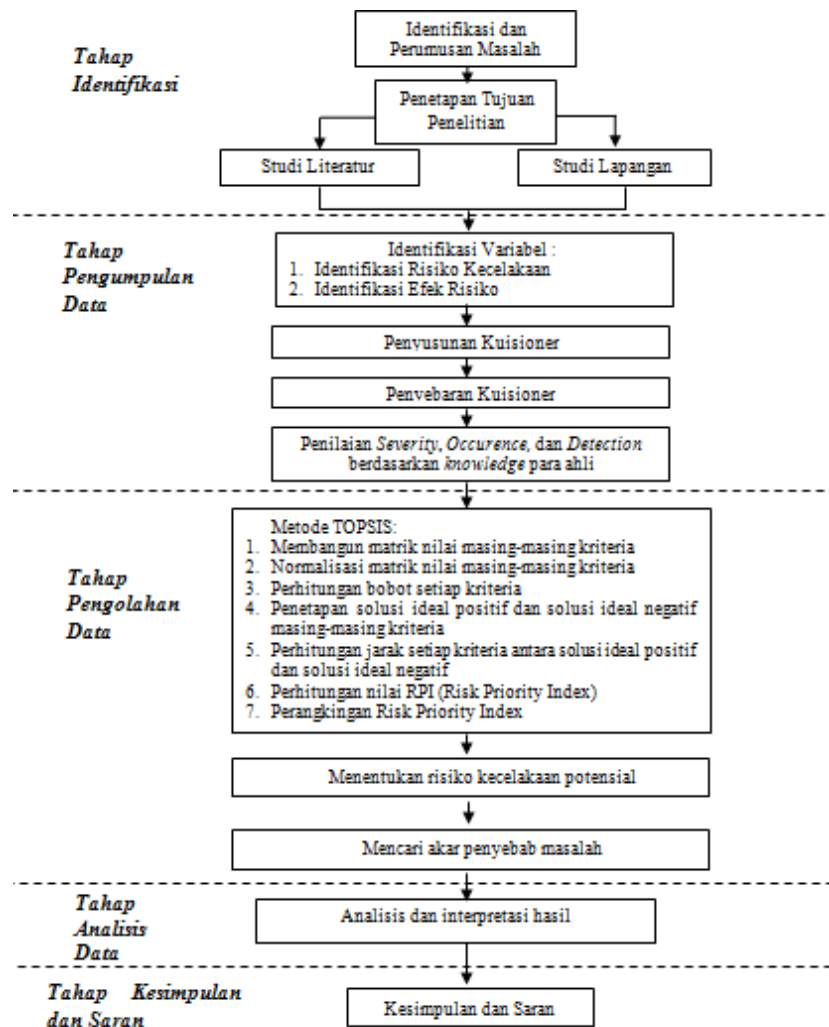 Tahap
Identifikasi
Identifikasi dan
Perumusan Masalah
Penetapan Tujuan
Penelitian
Studi Literatur
Studi Lapangan
Tahap
Pengumpulan
Data
Identifikasi Variabel :
1. Identifikasi Risiko Kecelakaan
2. Identifikasi Efek Risiko
Penyusunan Kuisioner
Penvebaran Kuisioner
Penilaian Severity, Occurence, dan Detection
berdasarkan knowledge para ahli
Tahap
Pengolahan
Data
Metode TOPSIS:
1. Membangun matrik nilai masing-masing kriteria
2. Normalisasi matrik nilai masing-masing kriteria
3. Perhitungan bobot setiap kriteria
4. Penetapan solusi ideal positif dan solusi ideal negatif
masing-masing kriteria
5. Perhitungan jarak setiap kriteria antara solusi ideal positif
dan solusi ideal negatif
6. Perhitungan nilai RPI (Risk Priority Index)
7. Perangkingan Risk Priority Index
Menentukan risiko kecelakaan potensial
Mencari akar penyebab masalah
Tahap
Analisis
Data
Analisis dan interpretasi hasil
Tahap Kesimpulan
dan Saran
Kesimpulan dan Saran